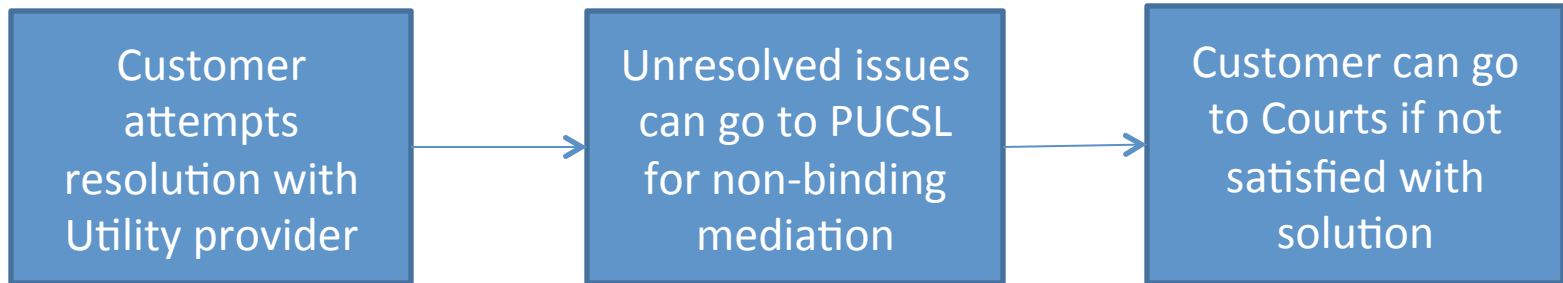 Customer
attempts
resolution with
Utility provider
Unresolved issues
can go to PUCSL
for non-binding
mediation
Customer can go
to Courts if not
satisfied with
solution